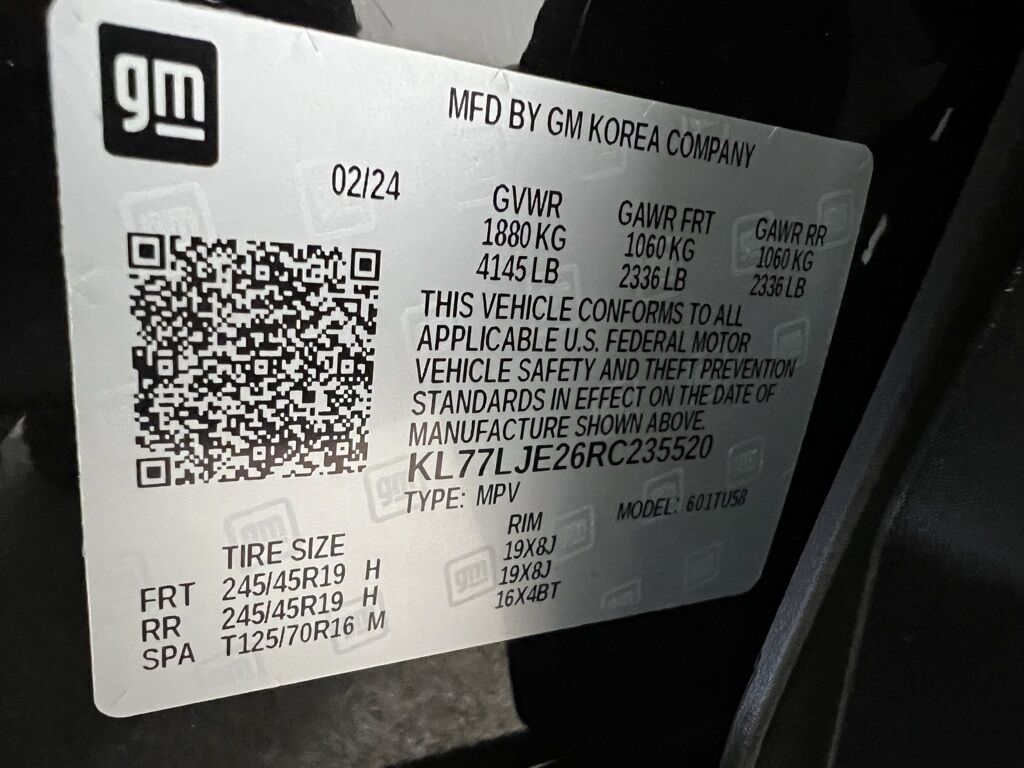 gm
MFD BY GM KOREA COMPANY
02/24
GVWR GAWR FRT GAWR RR
1880 KG 1060 KG 1060 KG
4145 LB 2336 LB 2336 LB
THIS VEHICLE CONFORMS TO ALL
APPLICABLE U.S. FEDERAL MOTOR
VEHICLE SAFETY AND THEFT PREVENTION
STANDARDS IN EFFECT ON THE DATE OF
MANUFACTURE SHOWN ABOVE.
KL77LJE26RC235520
TYPE: MPV MODEL: 601TU58
TIRE SIZE RIM
FRT 245/45R19 H 19X8J
RR 245/45R19 H 19X8J
SPA T125/70R16 M 16X4BT